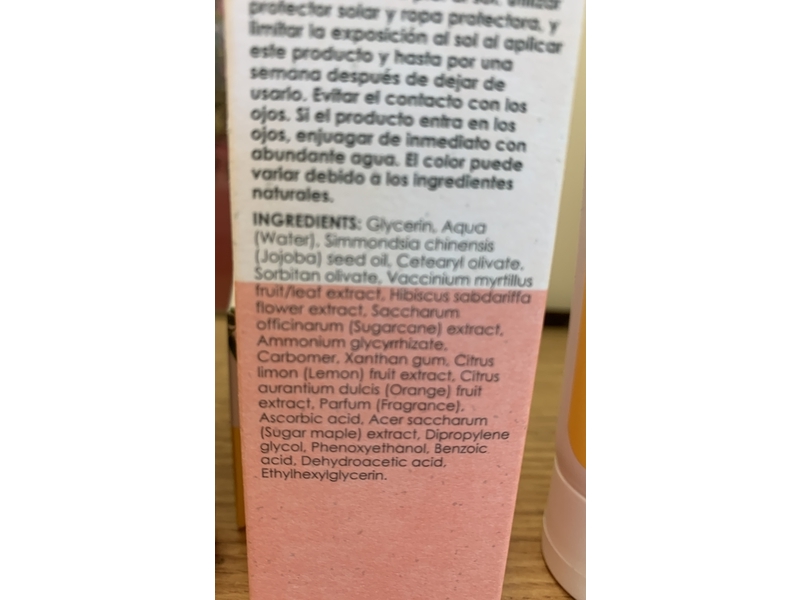 protector solar y ropa protectora, y
limitar la exposición al sol al aplicar
este producto y hasta por una
semana después de dejar de
usarlo. Evitar el contacto con los
ojos. Si el producto entra en los
ojos, enjuagar de inmediato con
abundante agua. El color puede
variar debido a los ingredientes
naturales.
INGREDIENTS: Glycerin, Aqua
(Water), Simmondsia chinensis
(Jojoba) seed oil, Cetearyl olivate,
Sorbitan olivate, Vaccinium myrtillus
fruit/leaf extract, Hibiscus sabdariffa
flower extract, Saccharum
officinarum (Sugarcane) extract,
Ammonium glycyrrhizate,
Carbomer, Xanthan gum, Citrus
limon (Lemon) fruit extract, Citrus
aurantium dulcis (Orange) fruit
extract, Parfum (Fragrance),
Ascorbic acid, Acer saccharum
(Sugar maple) extract, Dipropylene
glycol, Phenoxyethanol, Benzoic
acid, Dehydroacetic acid,
Ethylhexylglycerin.